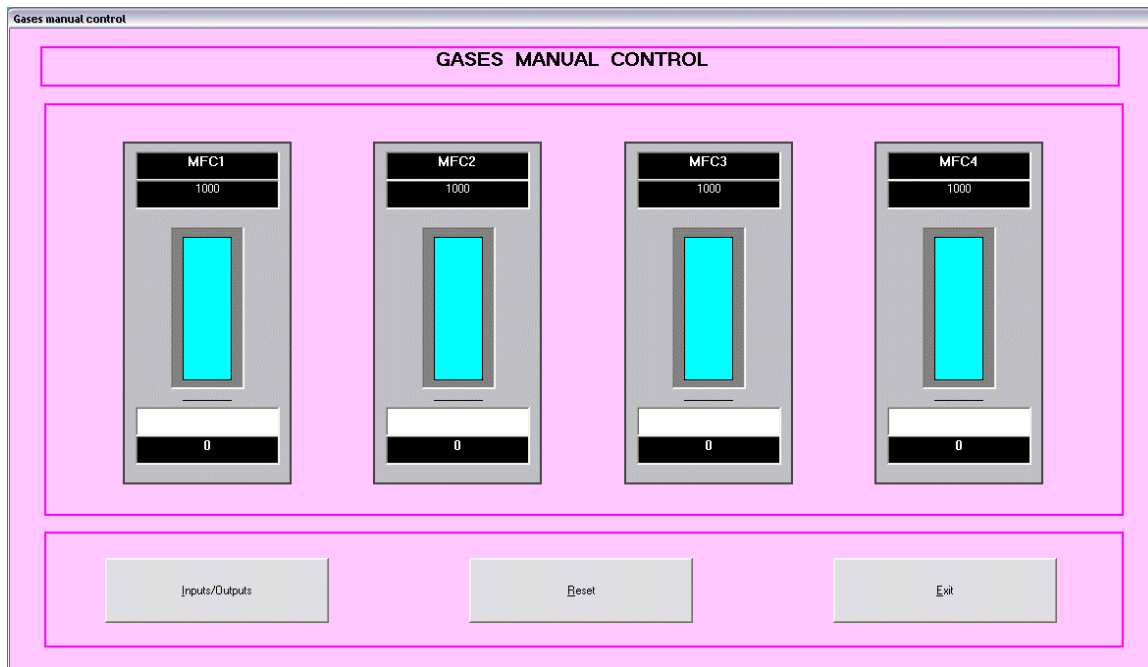 Gases manual control
GASES MANUAL CONTROL
MFC1 MFC2 MFC3 MFC4
1000 1000 1000 1000
0 0 0 0
Inputs/Outputs Reset Exit